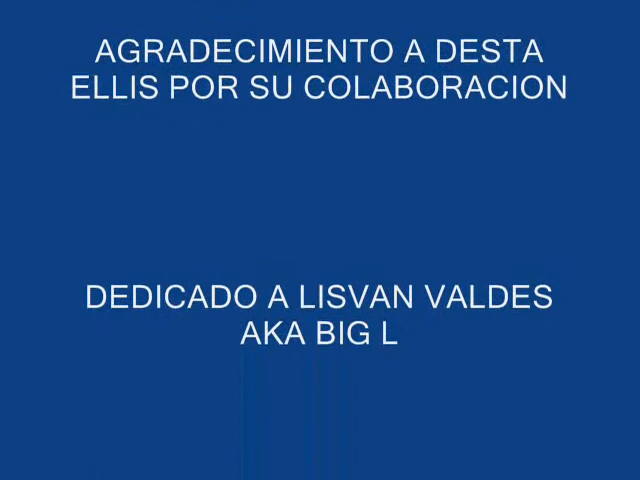 AGRADECIMIENTO A DESTA
ELLIS POR SU COLABORACION
DEDICADO A LISVAN VALDES
AKA BIG L